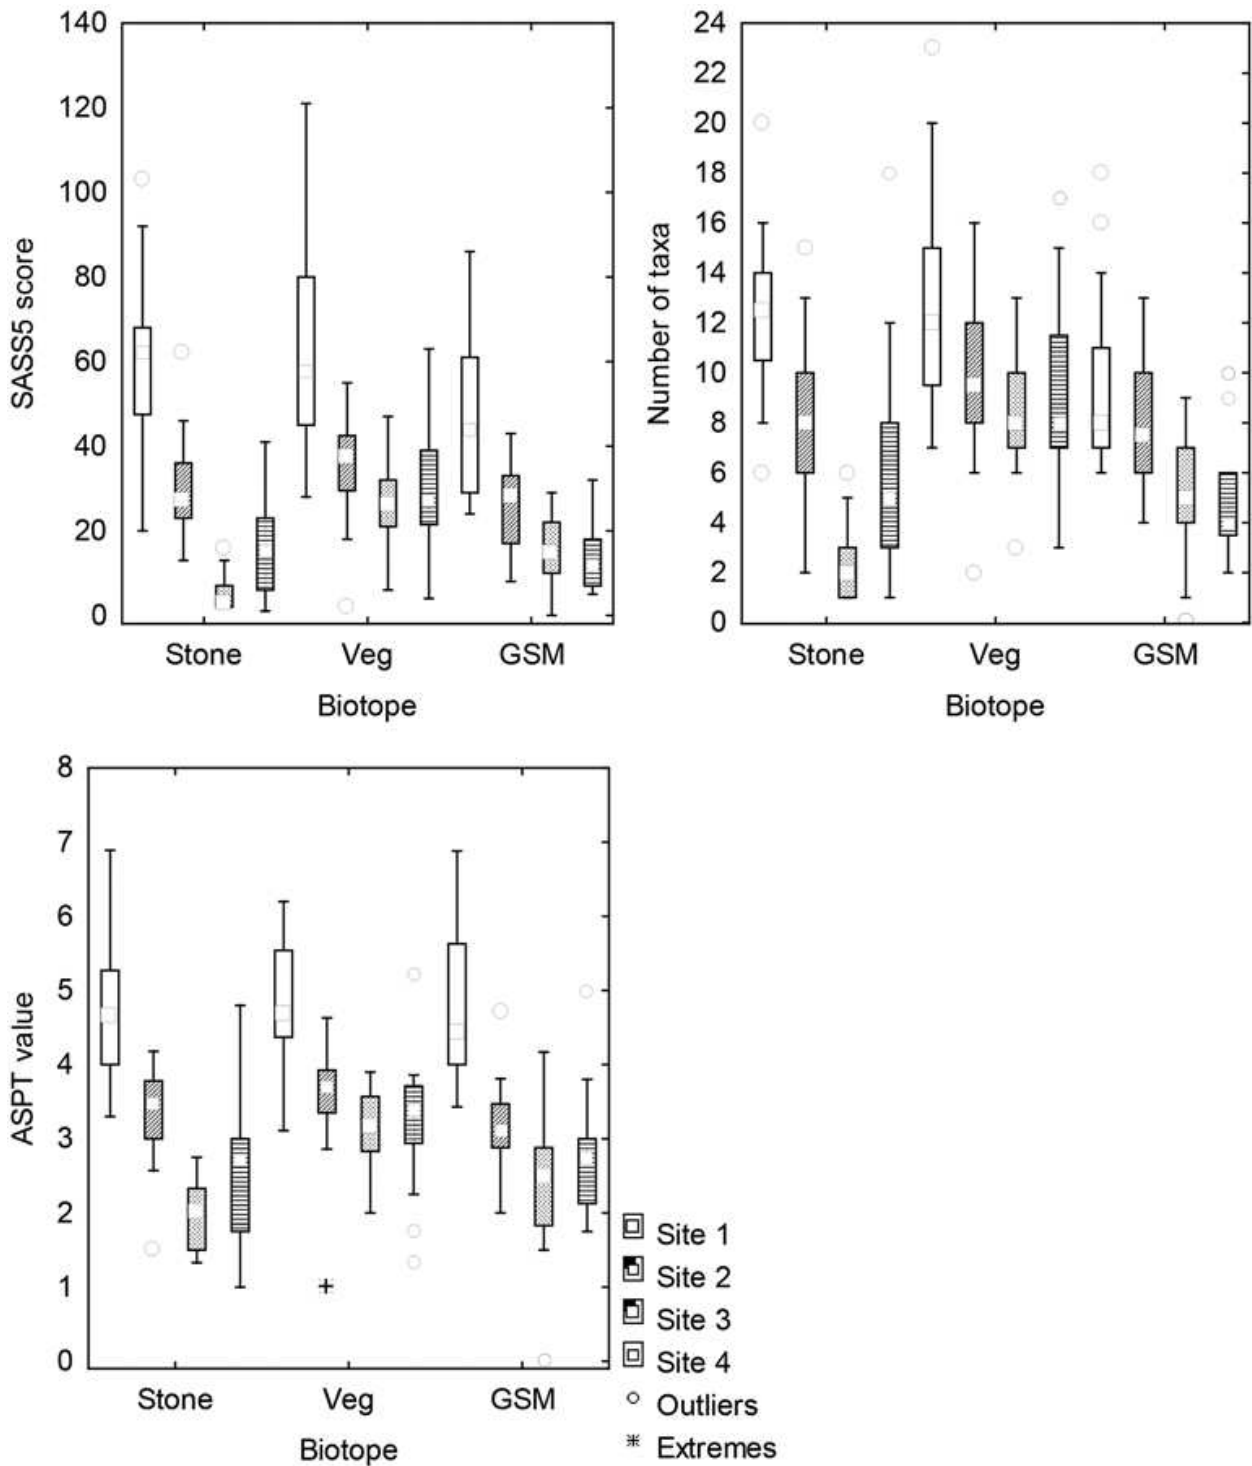 140
120
100
80
60
40
20
0
SASS5 score
Stone Veg GSM
Biotope
24
22
20
18
16
14
12
10
8
6
4
2
0
Number of taxa
Stone Veg GSM
Biotope
8
7
6
5
4
3
2
1
0
ASPT value
Stone Veg GSM
Biotope
Site 1
Site 2
Site 3
Site 4
Outliers
Extremes